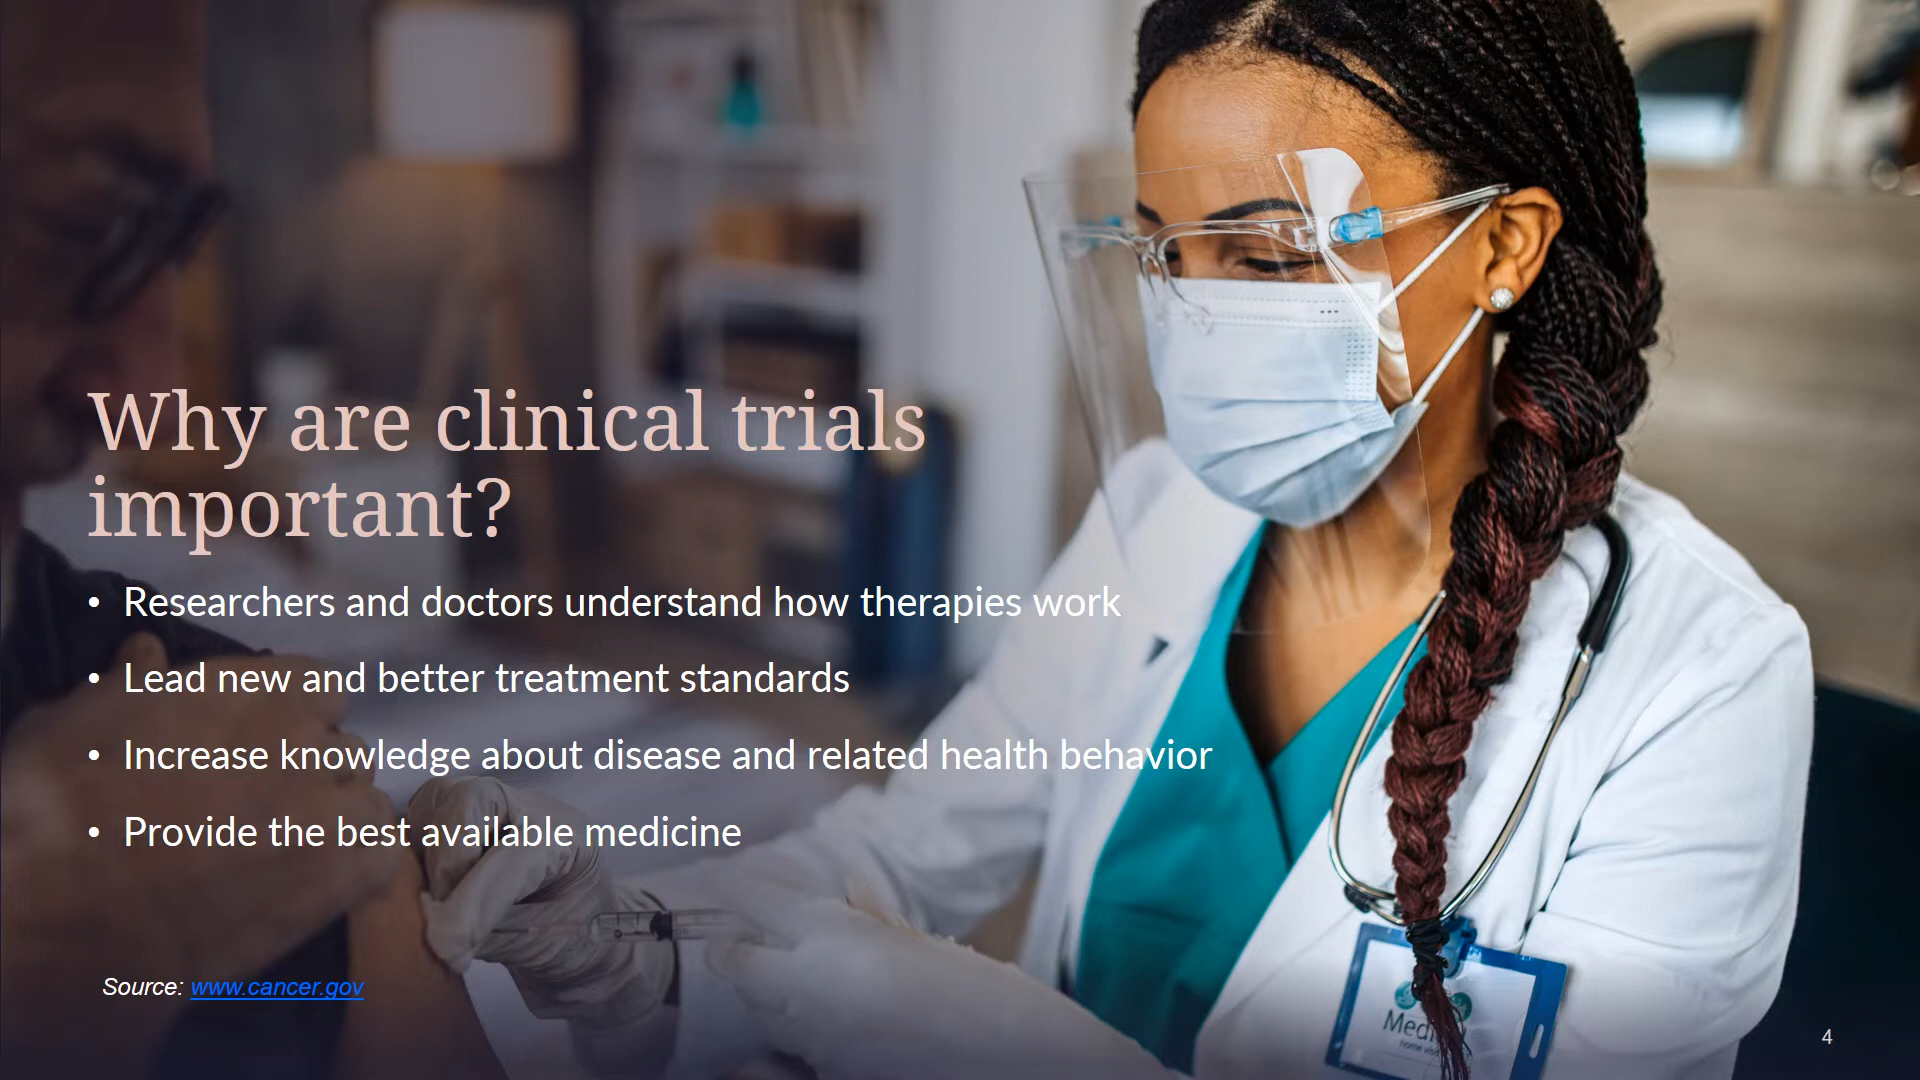 Why are clinical trials
important?
• Researchers and doctors understand how therapies work
• Lead new and better treatment standards
• Increase knowledge about disease and related health behavior
• Provide the best available medicine
Source: www.cancer.gov
4
home